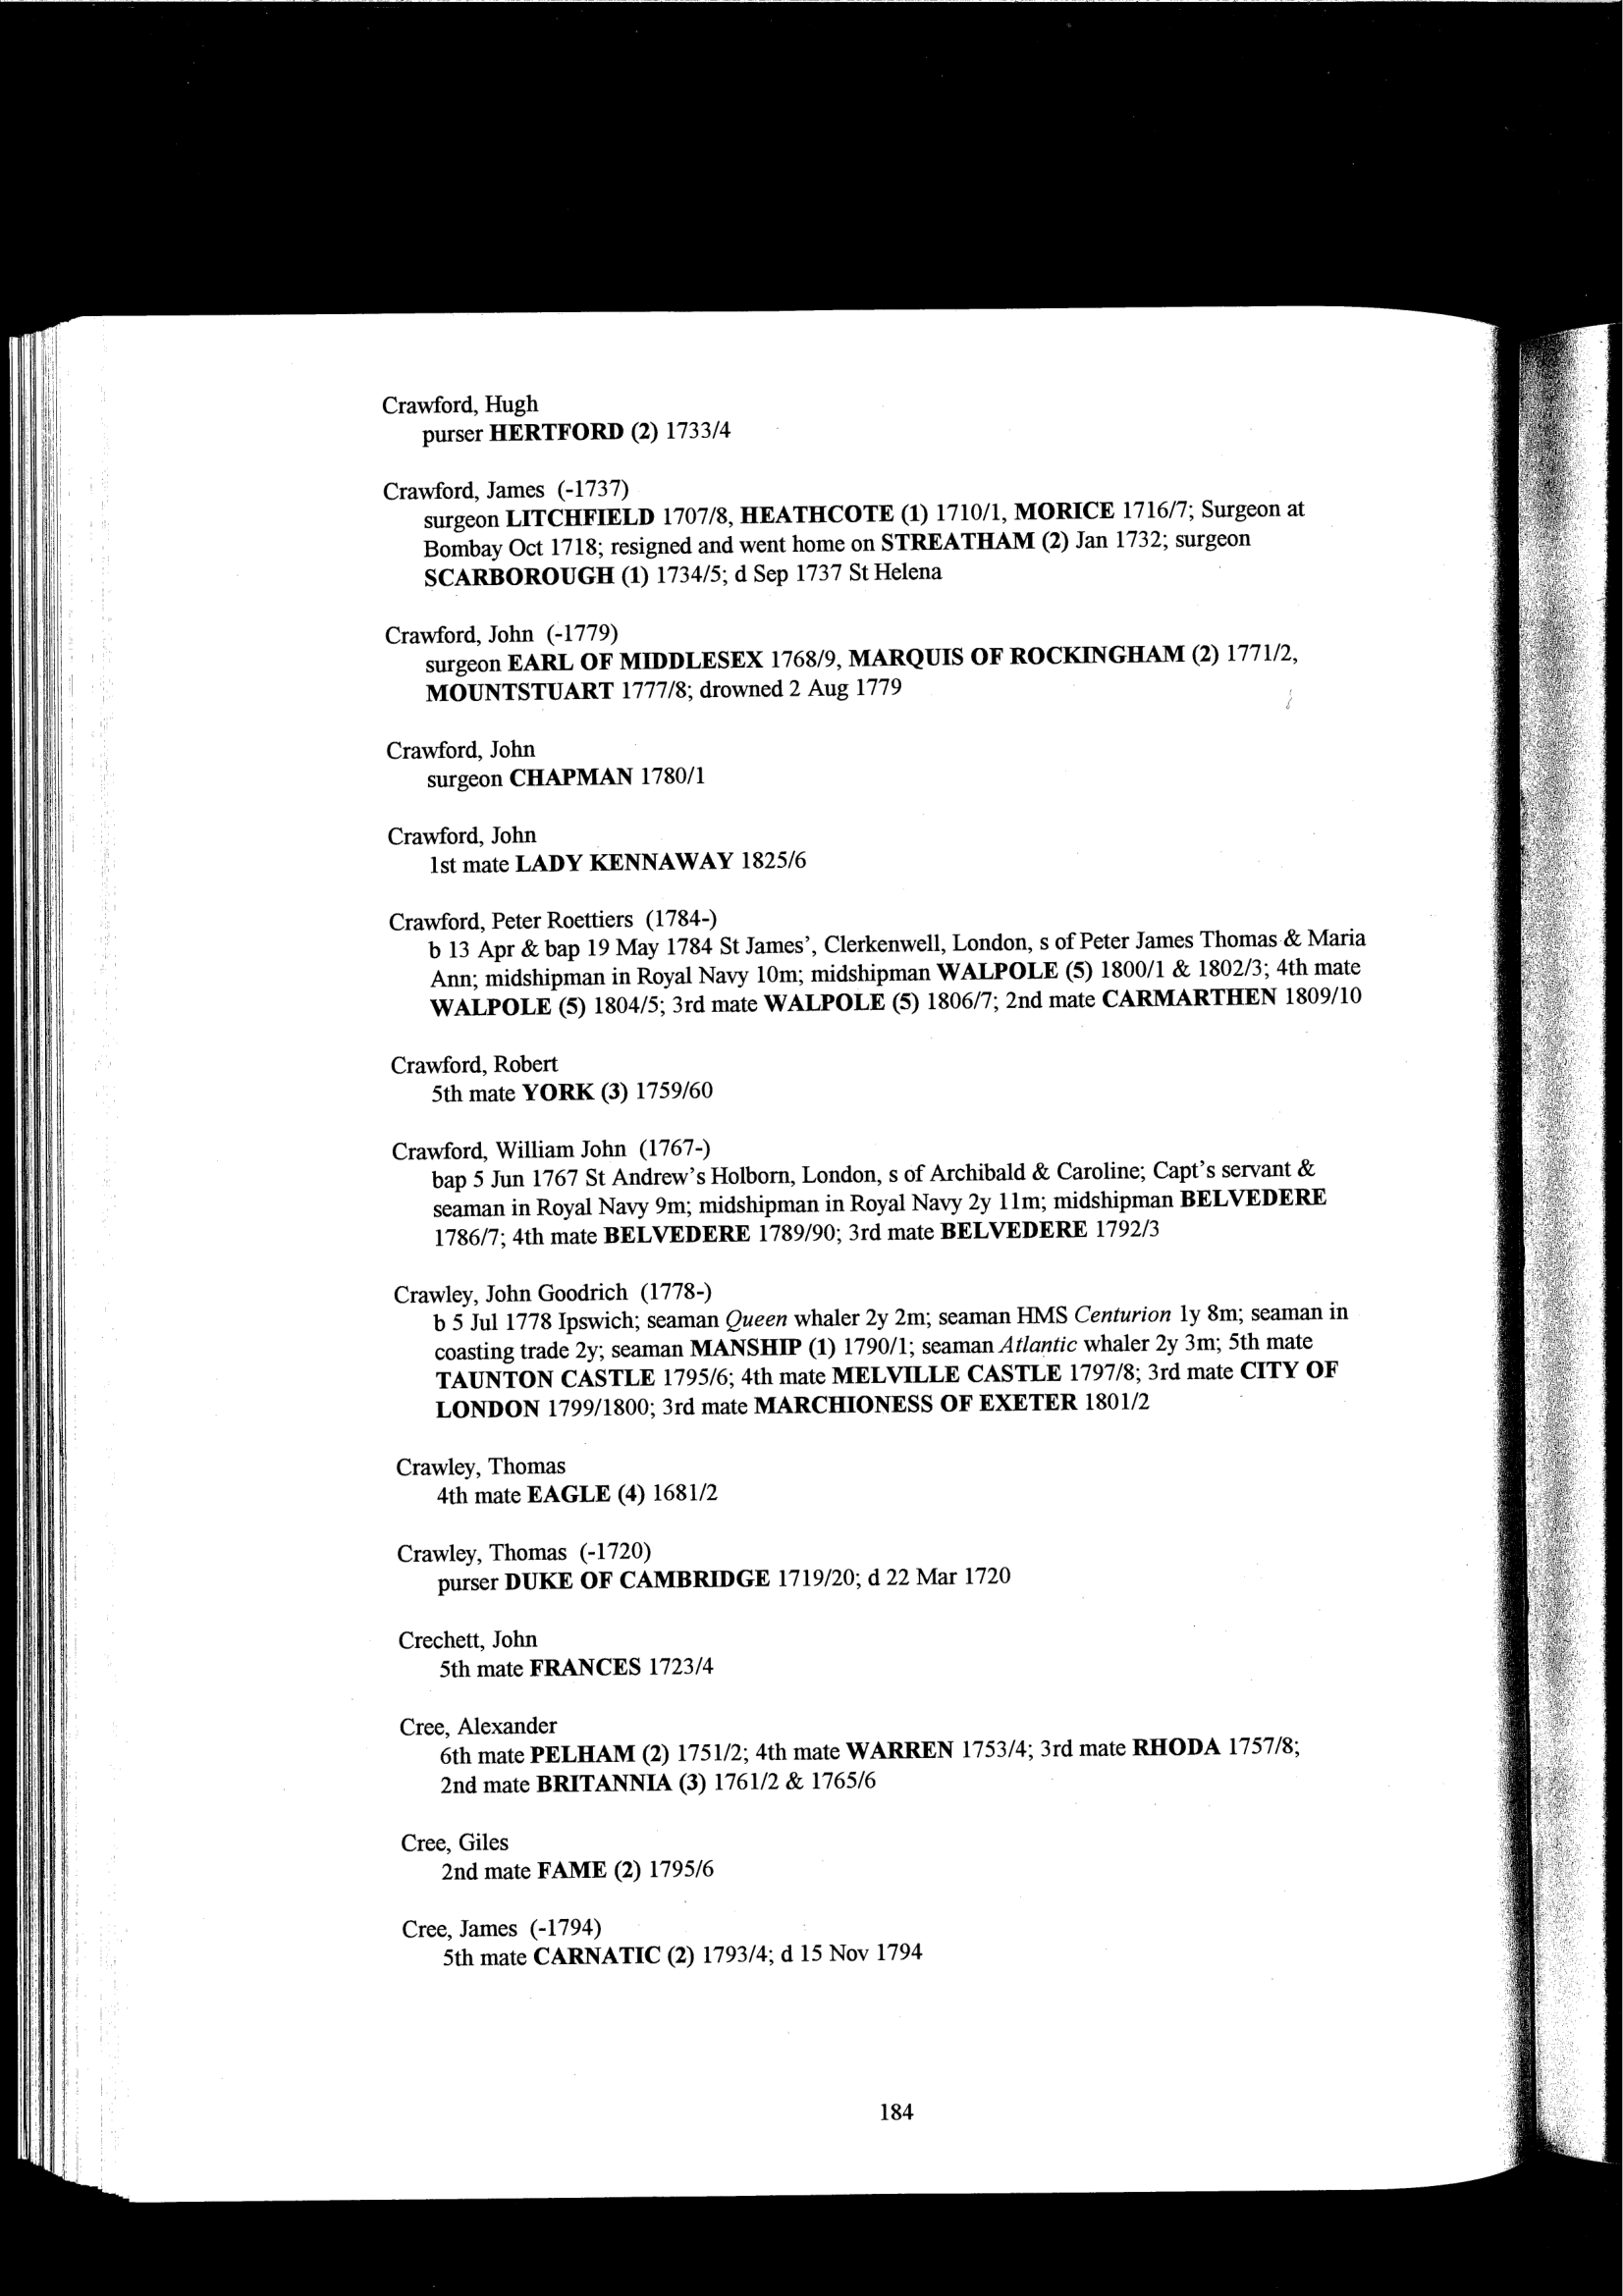 Crawford, Hugh
purser HERTFORD (2) 1733/4
Crawford, James (-1737)
surgeon LITCHFIELD 1707/8, HEATHCOTE (1) 1710/1, MORICE 1716/7; Surgeon at
Bombay Oct 1718; resigned and went home on STREATHAM (2) Jan 1732; surgeon
SCARBOROUGH (1) 1734/5; d Sep 1737 St Helena
Crawford, John (-1779)
surgeon EARL OF MIDDLESEX 1768/9, MARQUIS OF ROCKINGHAM (2) 1771/2,
MOUNTSTUART 1777/8; drowned 2 Aug 1779
Crawford, John
surgeon CHAPMAN 1780/1
Crawford, John
1st mate LADY KENNAWAY 1825/6
Crawford, Peter Roettiers (1784-)
b 13 Apr & bap 19 May 1784 St James', Clerkenwell, London, s of Peter James Thomas & Maria
Ann; midshipman in Royal Navy 10m; midshipman WALPOLE (5) 1800/1 & 1802/3; 4th mate
WALPOLE (5) 1804/5; 3rd mate WALPOLE (5) 1806/7; 2nd mate CARMARTHEN 1809/10
Crawford, Robert
5th mate YORK (3) 1759/60
Crawford, William John (1767-)
bap 5 Jun 1767 St Andrew's Holborn, London, s of Archibald & Caroline; Capt's servant &
seaman in Royal Navy 9m; midshipman in Royal Navy 2y 11m; midshipman BELVEDERE
1786/7; 4th mate BELVEDERE 1789/90; 3rd mate BELVEDERE 1792/3
Crawley, John Goodrich (1778-)
b 5 Jul 1778 Ipswich; seaman Queen whaler 2y 2m; seaman HMS Centurion 1y 8m; seaman in
coasting trade 2y; seaman MANSHIP (1) 1790/1; seaman Atlantic whaler 2y 3m; 5th mate
TAUNTON CASTLE 1795/6; 4th mate MELVILLE CASTLE 1797/8; 3rd mate CITY OF
LONDON 1799/1800; 3rd mate MARCHIONESS OF EXETER 1801/2
Crawley, Thomas
4th mate EAGLE (4) 1681/2
Crawley, Thomas (-1720)
purser DUKE OF CAMBRIDGE 1719/20; d 22 Mar 1720
Crechett, John
5th mate FRANCES 1723/4
Cree, Alexander
6th mate PELHAM (2) 1751/2; 4th mate WARREN 1753/4; 3rd mate RHODA 1757/8;
2nd mate BRITANNIA (3) 1761/2 & 1765/6
Cree, Giles
2nd mate FAME (2) 1795/6
Cree, James (-1794)
5th mate CARNATIC (2) 1793/4; d 15 Nov 1794
184